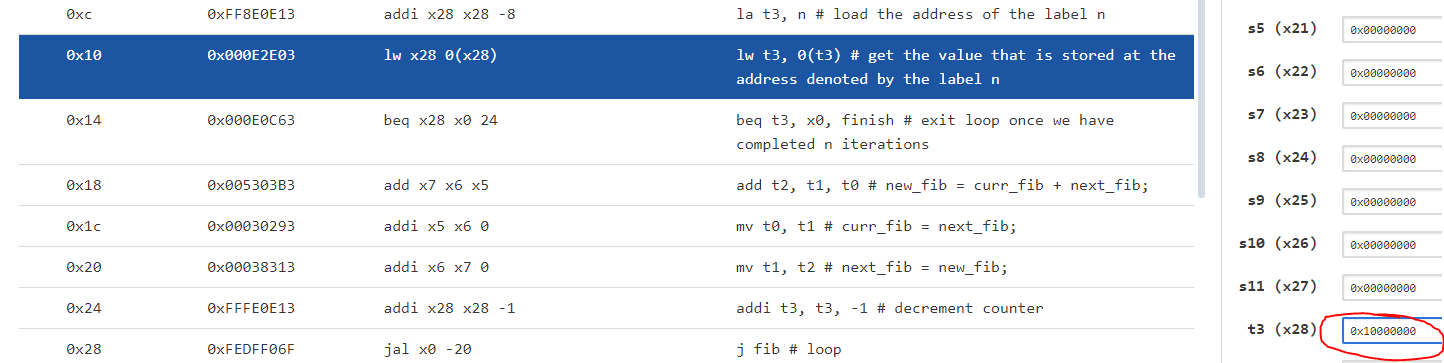 0xc 0xFF8E0E13 addi x28 x28 -8 la t3, n # load the address of the label n
0x10 0x000E2E03 lw x28 0(x28) lw t3, 0(t3) # get the value that is stored at the
address denoted by the label n
0x14 0x000E0C63 beq x28 x0 24 beq t3, x0, finish # exit loop once we have
completed n iterations
0x18 0x005303B3 add x7 x6 x5 add t2, t1, t0 # new_fib = curr_fib + next_fib;
0x1c 0x00030293 addi x5 x6 0 mv t0, t1 # curr_fib = next_fib;
0x20 0x00038313 addi x6 x7 0 mv t1, t2 # next_fib = new_fib;
0x24 0xFFFE0E13 addi x28 x28 -1 addi t3, t3, -1 # decrement counter
0x28 0xFEDFF06F jal x0 -20 j fib # loop
s5 (x21) 0x00000000
s6 (x22) 0x00000000
s7 (x23) 0x00000000
s8 (x24) 0x00000000
s9 (x25) 0x00000000
s10 (x26) 0x00000000
s11 (x27) 0x00000000
t3 (x28) 0x10000000